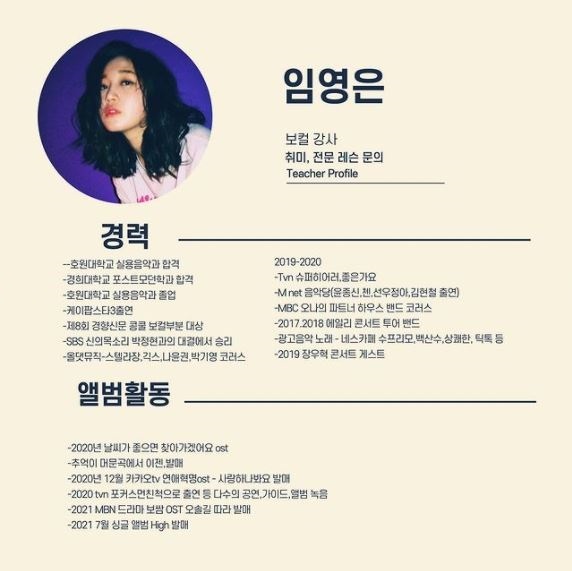 임영은
보컬 강사
취미, 전문 레슨 문의
Teacher Profile
경력
--호원대학교 실용음악과 합격
-경희대학교 포스트모던학과 합격
-호원대학교 실용음악과 졸업
-케이팝스타3출연
-제8회 경향신문 콩쿨 보컬부분 대상
-SBS 신의목소리 박정현과의 대결에서 승리
-올댓뮤직-스텔라장,긱스,나윤권,박기영 코러스
2019-2020
-Tvn 슈퍼히어러,좋은가요
-M net 음악당(윤종신,첸,선우정아,김현철 출연)
-MBC 오나의 파트너 하우스 밴드 코러스
-2017.2018 에일리 콘서트 투어 밴드
-광고음악 노래 - 네스카페 수프리모,백산수,상쾌한, 틱톡 등
-2019 장우혁 콘서트 게스트
앨범활동
-2020년 날씨가 좋으면 찾아가겠어요 ost
-추억이 머문곡에서 이젠,발매
-2020년 12월 카카오tv 연애혁명ost - 사랑하나봐요 발매
-2020 tvn 포커스면친척으로 출연 등 다수의 공연,가이드,앨범 녹음
-2021 MBN 드라마 보쌈 OST 오솔길 따라 발매
-2021 7월 싱글 앨범 High 발매